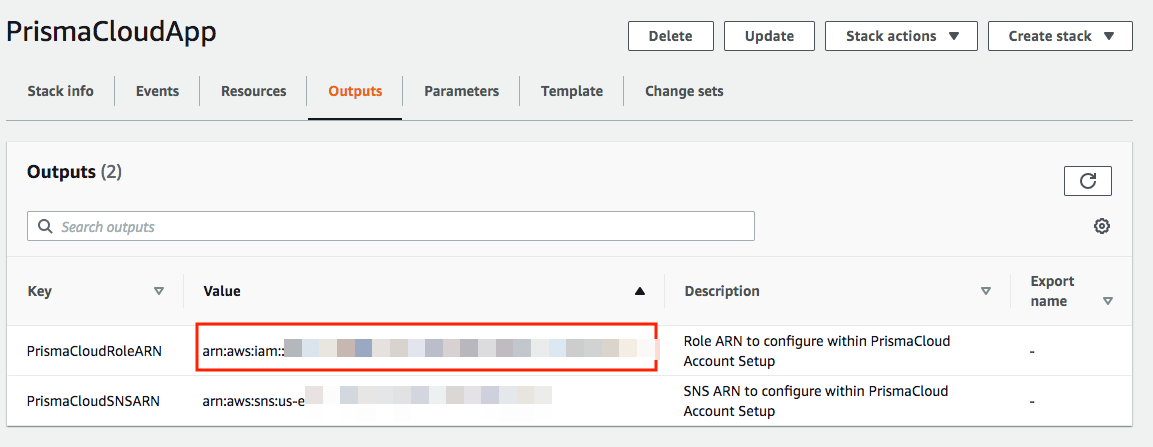 PrismaCloudApp
Delete
Update
Stack actions
Create stack
Stack info
Events
Resources
Outputs
Parameters
Template
Change sets
Outputs (2)
Search outputs
Key
Value
Description
Export
name
PrismaCloudRoleARN
arn:aws:iam::
Role ARN to configure within PrismaCloud
Account Setup
-
PrismaCloudSNSARN
arn:aws:sns:us-e
SNS ARN to configure within PrismaCloud
Account Setup
-